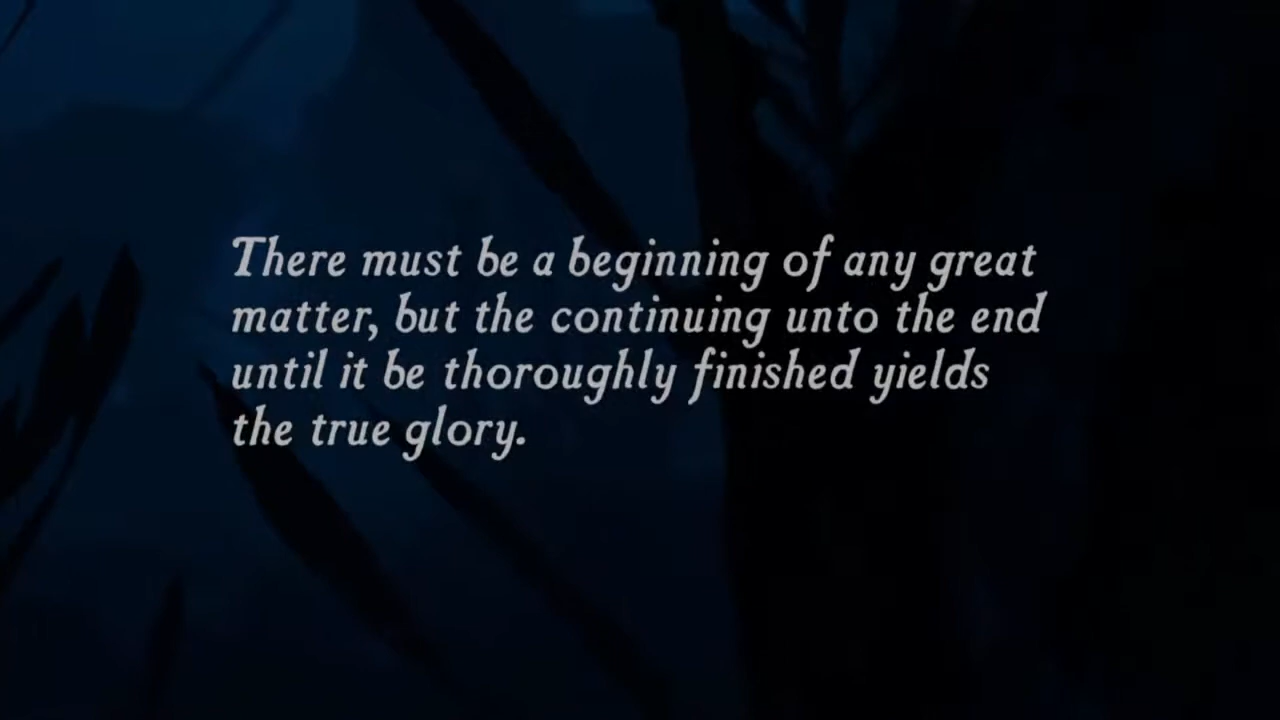 There must be a beginning of any great
matter, but the continuing unto the end
until it be thoroughly finished yields
the true glory.